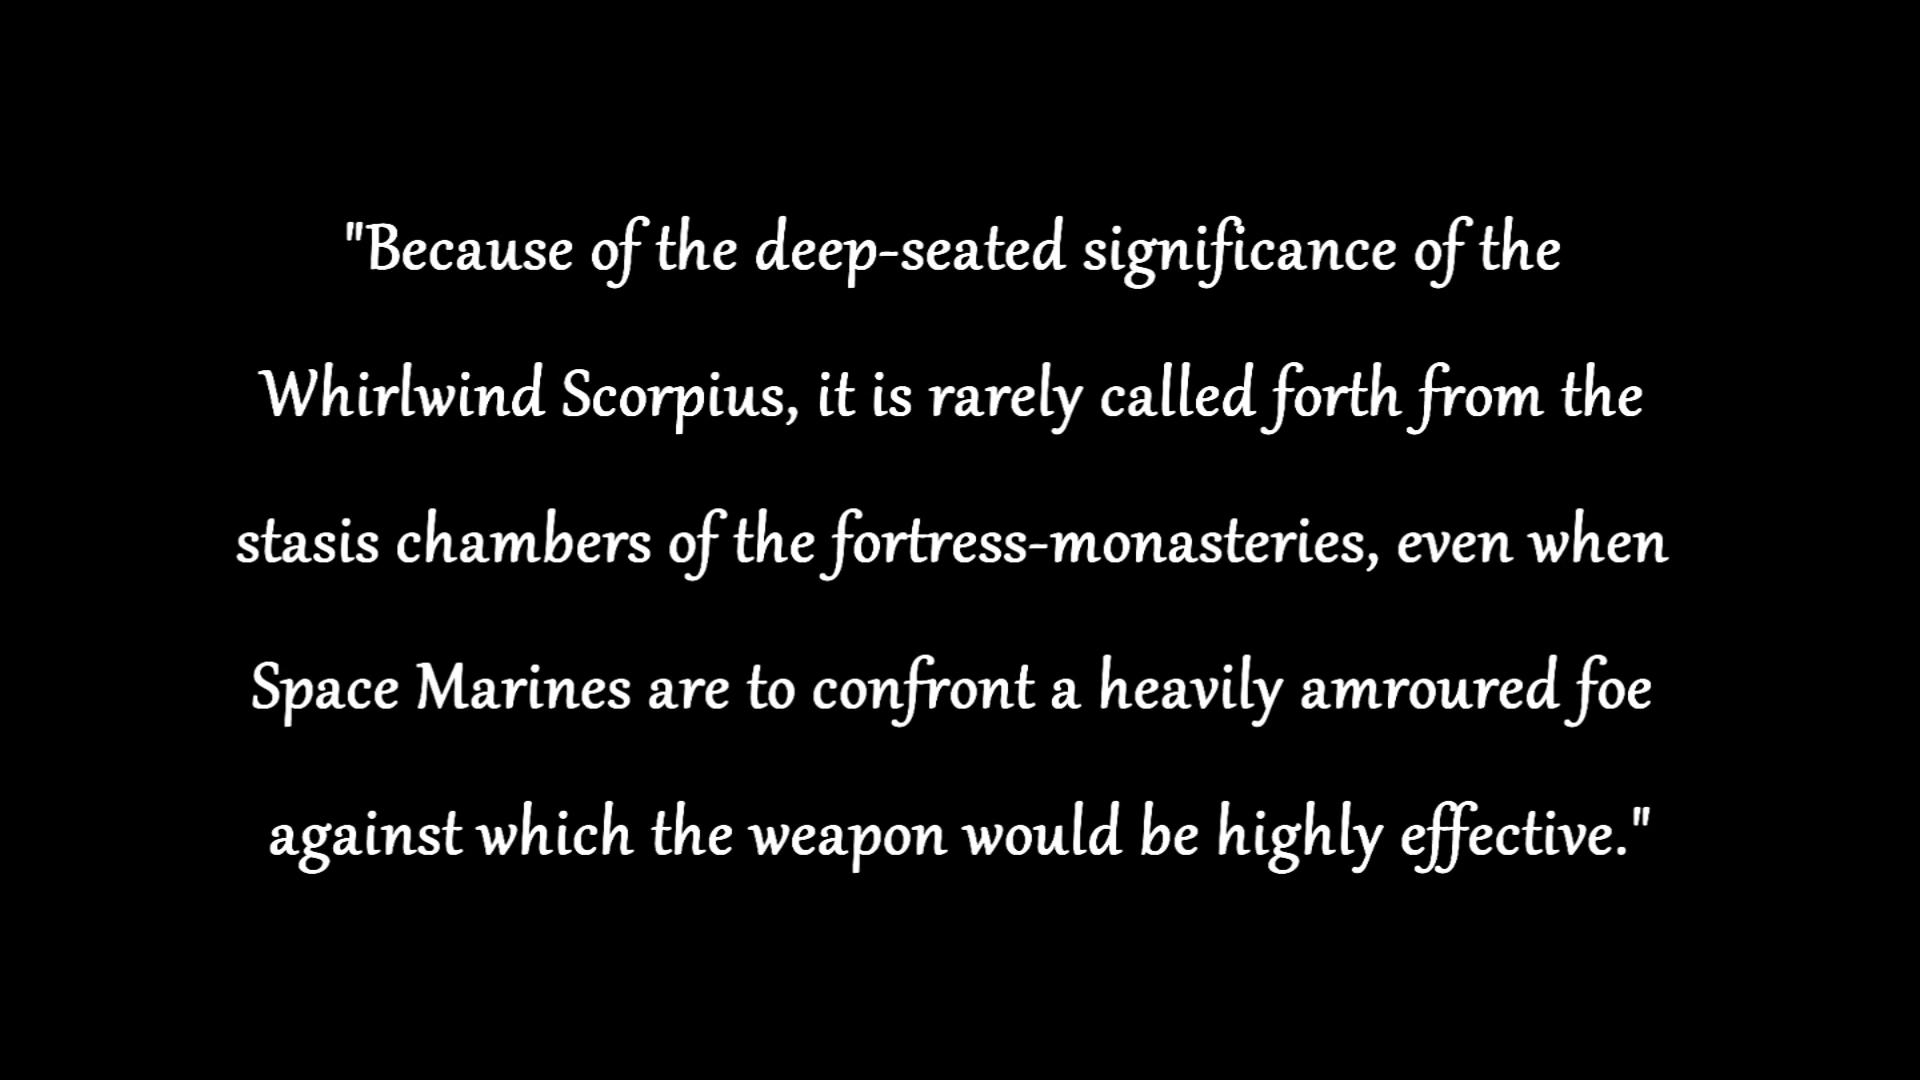 "Because of the deep-seated significance of the
Whirlwind Scorpius, it is rarely called forth from the
stasis chambers of the fortress-monasteries, even when
Space Marines are to confront a heavily amroured foe
against which the weapon would be highly effective."